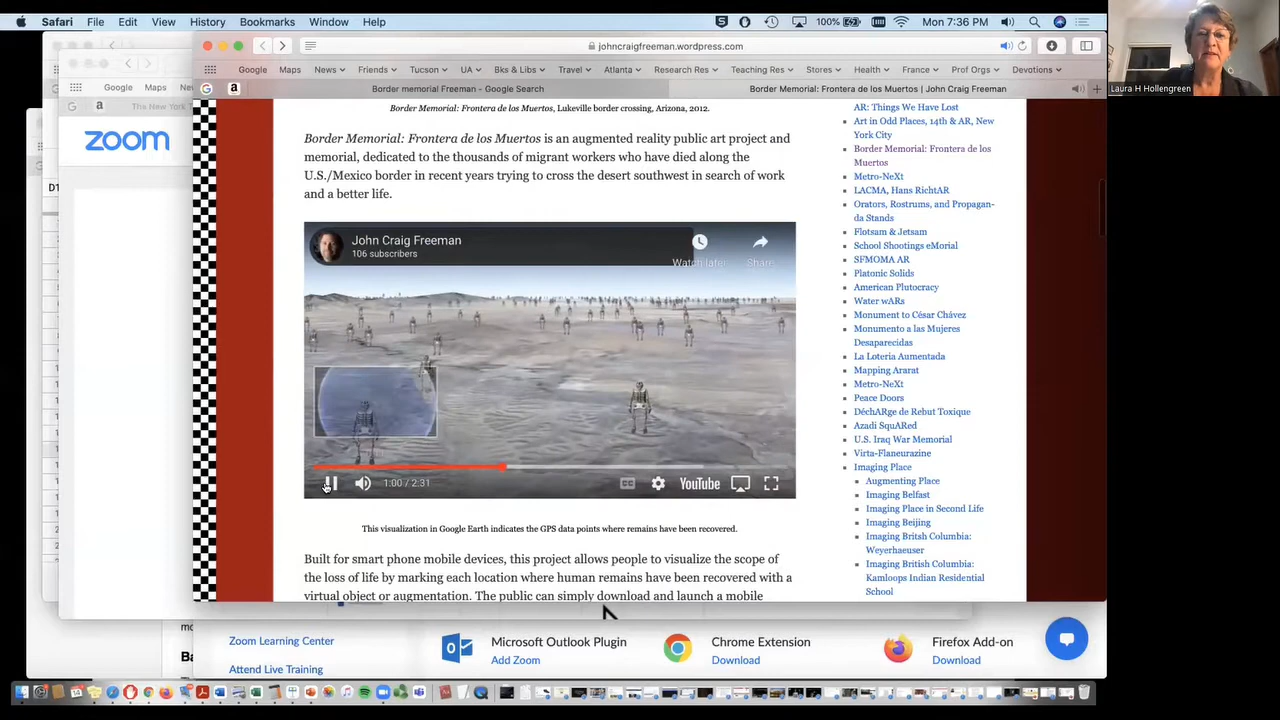 Safari File Edit View History Bookmarks Window Help
100% Mon 7:36 PM
johncraigfreeman.wordpress.com
Google Maps News Friends Tucson UA Bks & Libs Travel Atlanta Research Res Teaching Res Stores Health France Prof Orgs Devotions
Border memorial Freeman - Google Search
Border Memorial: Frontera de los Muertos | John Craig Freeman
Laura H Hollengreen
Google Maps
The New York
zoom
Border Memorial: Frontera de los Muertos, Lukeville border crossing, Arizona, 2012.
Border Memorial: Frontera de los Muertos is an augmented reality public art project and
memorial, dedicated to the thousands of migrant workers who have died along the
U.S./Mexico border in recent years trying to cross the desert southwest in search of work
and a better life.
John Craig Freeman
106 subscribers
Watch later
Share
1:00 / 2:31
YouTube
This visualization in Google Earth indicates the GPS data points where remains have been recovered.
Built for smart phone mobile devices, this project allows people to visualize the scope of
the loss of life by marking each location where human remains have been recovered with a
virtual object or augmentation. The public can simply download and launch a mobile
AR: Things We Have Lost
Art in Odd Places, 14th & AR, New
York City
Border Memorial: Frontera de los
Muertos
Metro-NeXt
LACMA, Hans RichtAR
Orators, Rostrums, and Propagan-
da Stands
Flotsam & Jetsam
School Shootings eMorial
SFMOMA AR
Platonic Solids
American Plutocracy
Water wARs
Monument to César Chávez
Monumento a las Mujeres
Desaparecidas
La Loteria Aumentada
Mapping Ararat
Metro-NeXt
Peace Doors
DéchARge de Rebut Toxique
Azadi SquARed
U.S. Iraq War Memorial
Virta-Flaneurazine
Imaging Place
Augmenting Place
Imaging Belfast
Imaging Place in Second Life
Imaging Beijing
Imaging Britsh Columbia:
Weyerhaeuser
Imaging British Columbia:
Kamloops Indian Residential
School
Zoom Learning Center
Attend Live Training
Microsoft Outlook Plugin
Add Zoom
Chrome Extension
Download
Firefox Add-on
Download